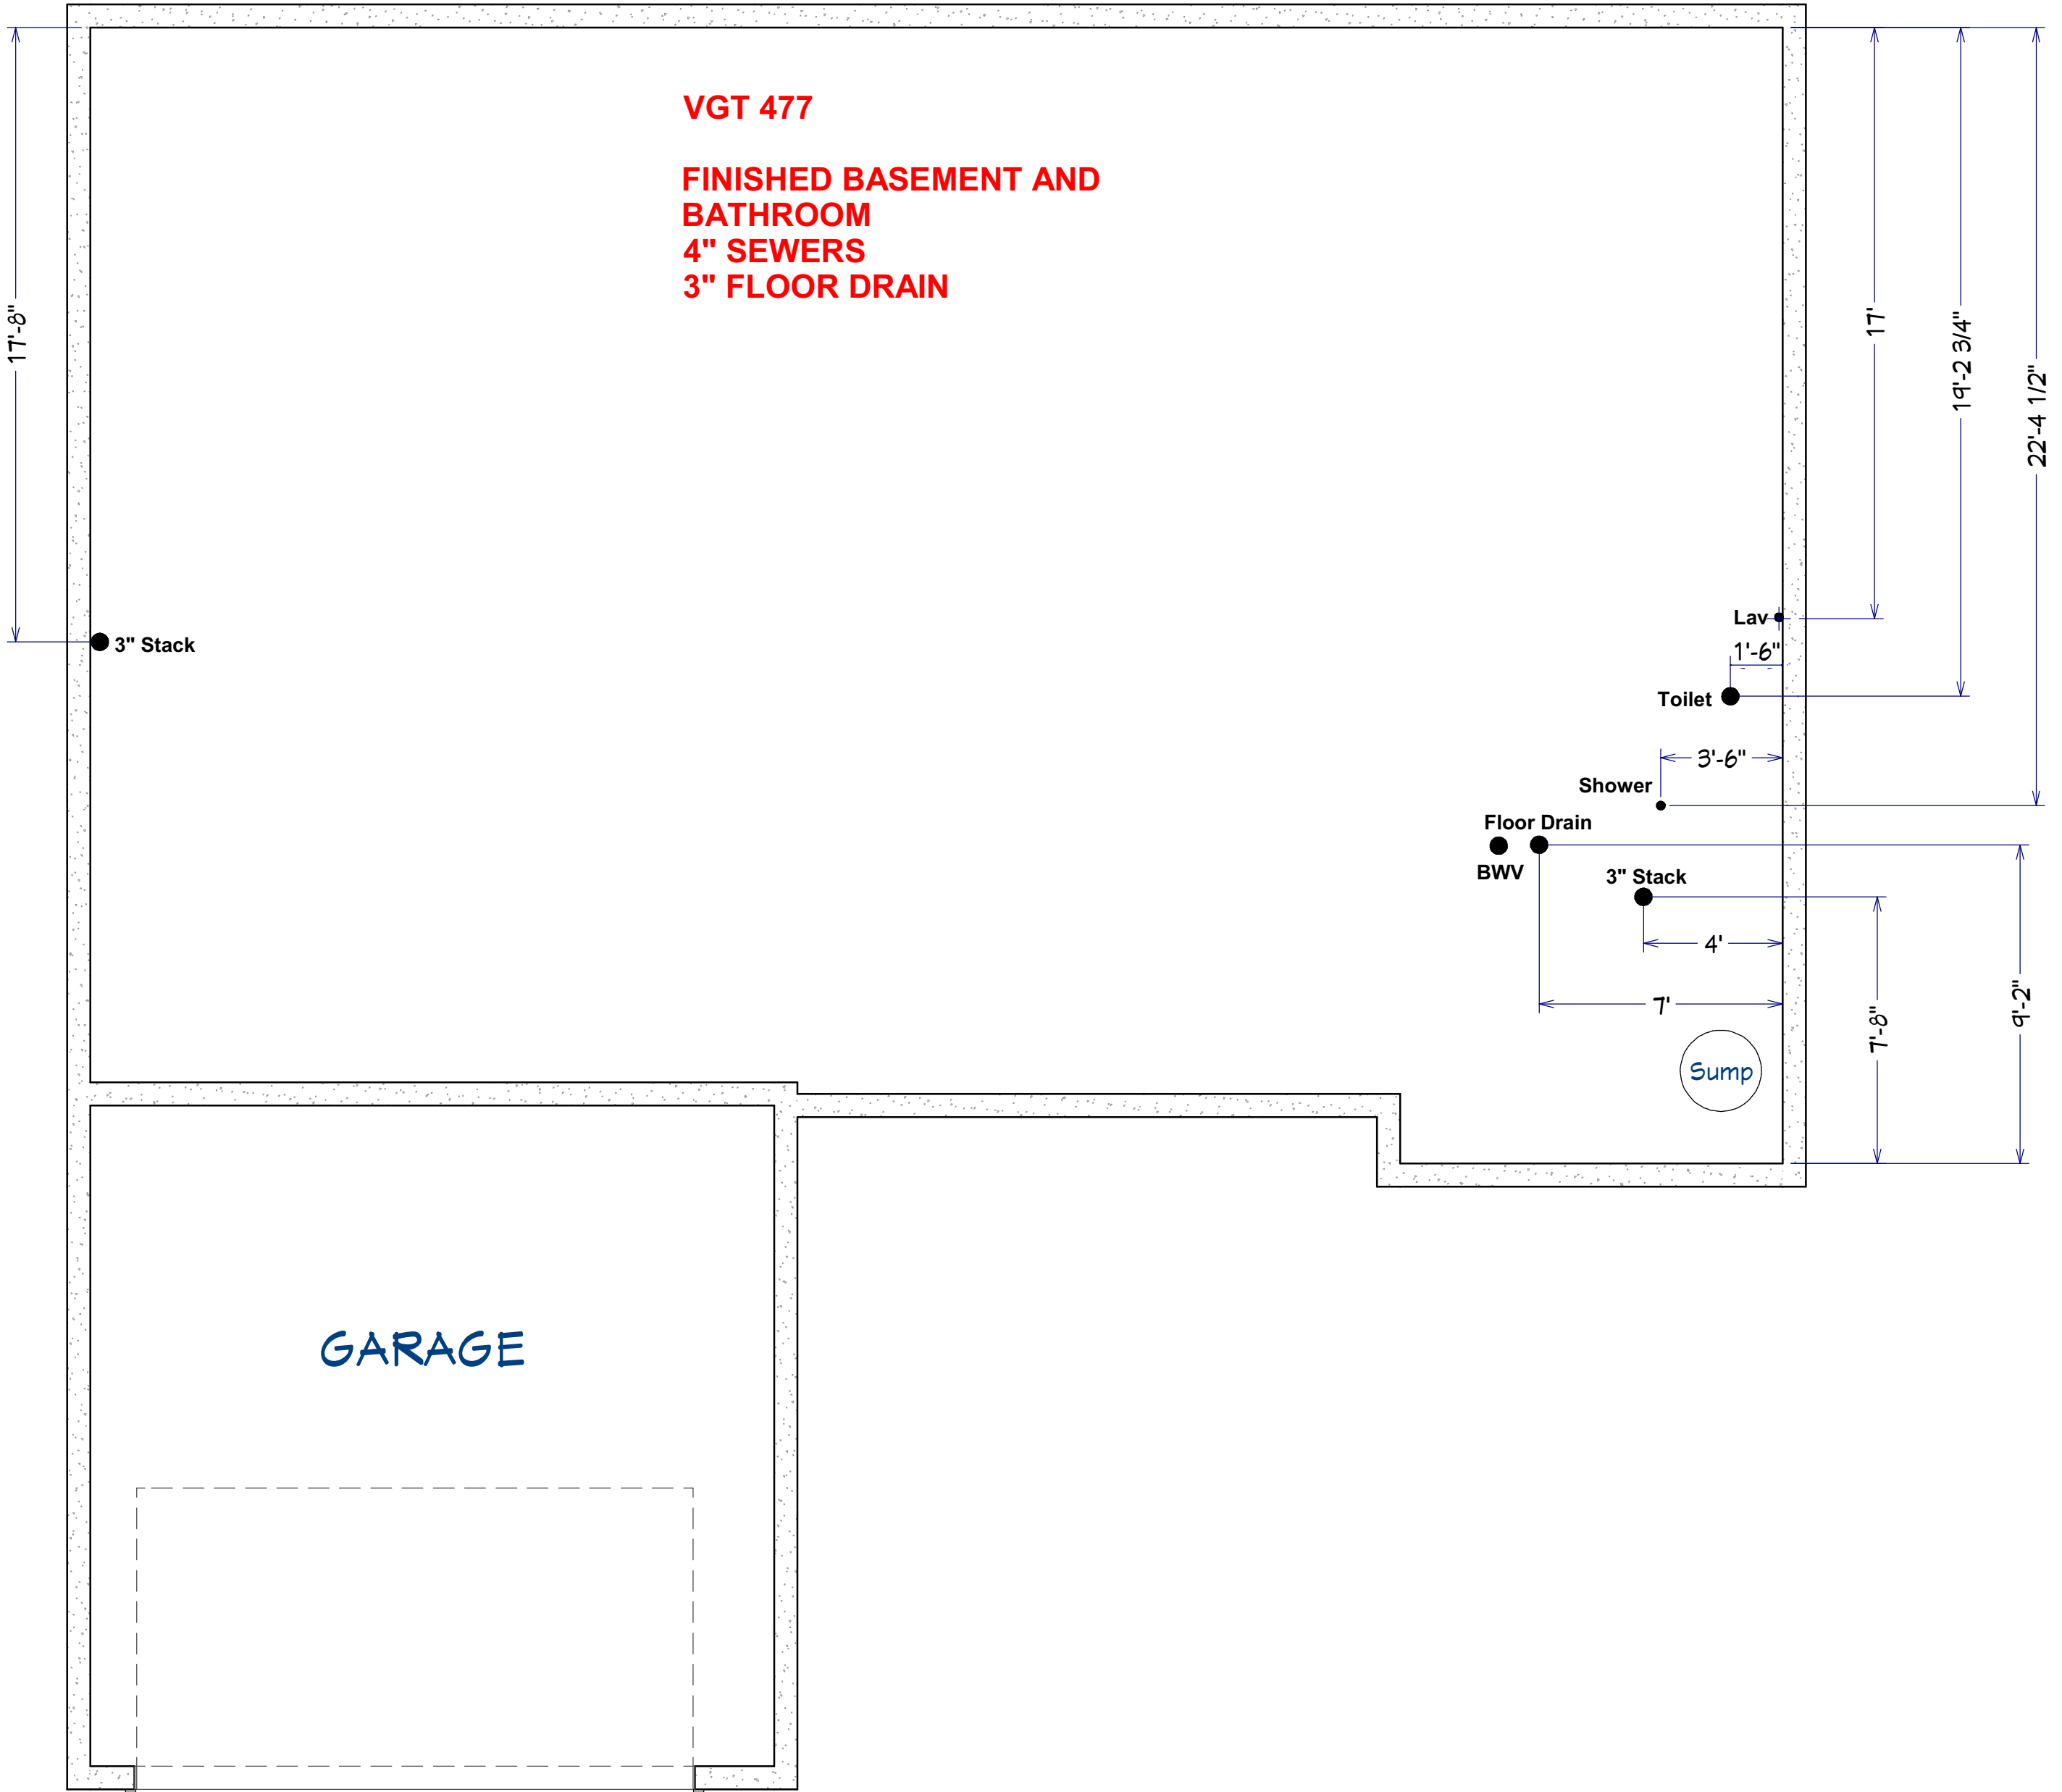 VGT 477
FINISHED BASEMENT AND
BATHROOM
4" SEWERS
3" FLOOR DRAIN
17'-8"
17'
19'-2 3/4"
22'-4 1/2"
3" Stack
Lav
1'-6"
Toilet
3'-6"
Shower
Floor Drain
BWV
3" Stack
4'
7'
7'-8"
9'-2"
Sump
GARAGE